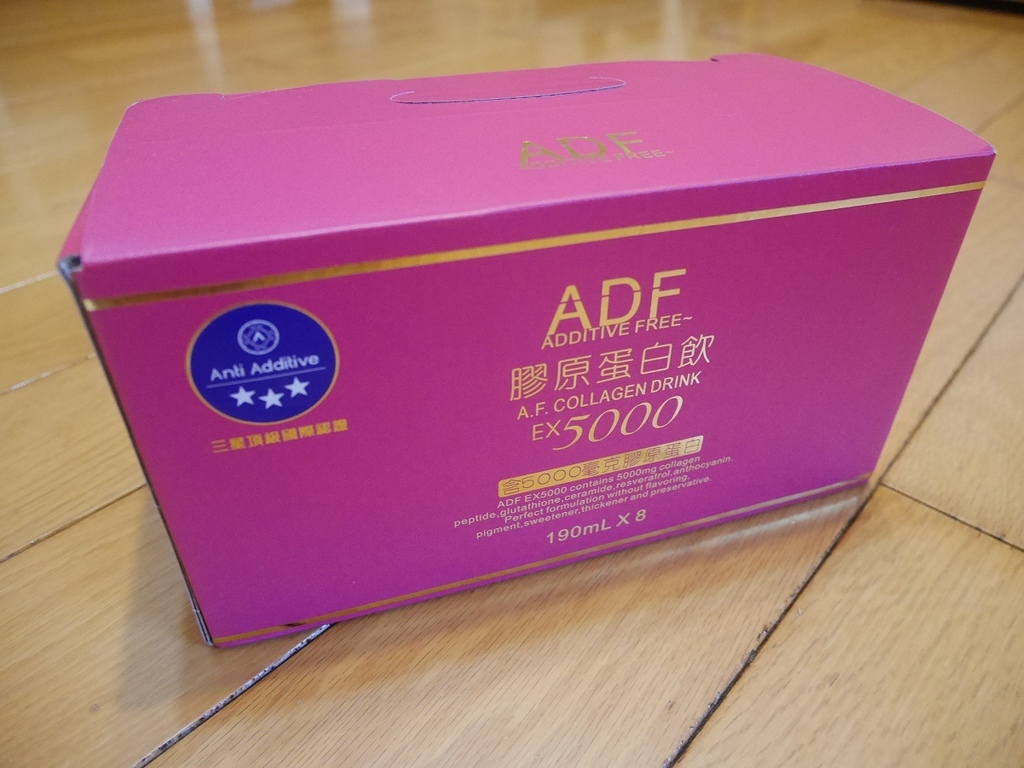 ADF
ADDITIVE FREE~
Anti Additive
三星頂級國際認證
ADF
ADDITIVE FREE~
膠原蛋白飲
A.F. COLLAGEN DRINK
EX5000
含5000毫克膠原蛋白
ADF EX5000 contains 5000mg collagen
peptide,glutathione,ceramide,resveratrol,anthocyanin.
Perfect formulation without flavoring,
pigment,sweetener,thickener and preservative.
190mL X 8